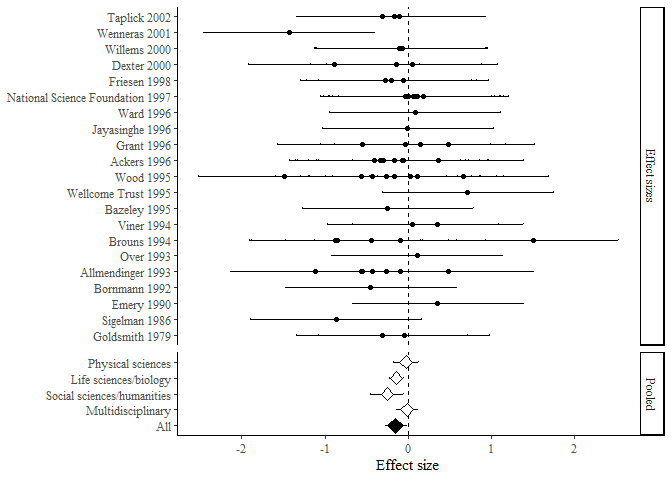 Taplick 2002
Wenneras 2001
Willems 2000
Dexter 2000
Friesen 1998
National Science Foundation 1997
Ward 1996
Jayasinghe 1996
Grant 1996
Ackers 1996
Wood 1995
Wellcome Trust 1995
Bazeley 1995
Viner 1994
Brouns 1994
Over 1993
Allmendinger 1993
Bornmann 1992
Emery 1990
Sigelman 1986
Goldsmith 1979
Effect sizes
Physical sciences
Life sciences/biology
Social sciences/humanities
Multidisciplinary
All
Pooled
-2 -1 0 1 2
Effect size